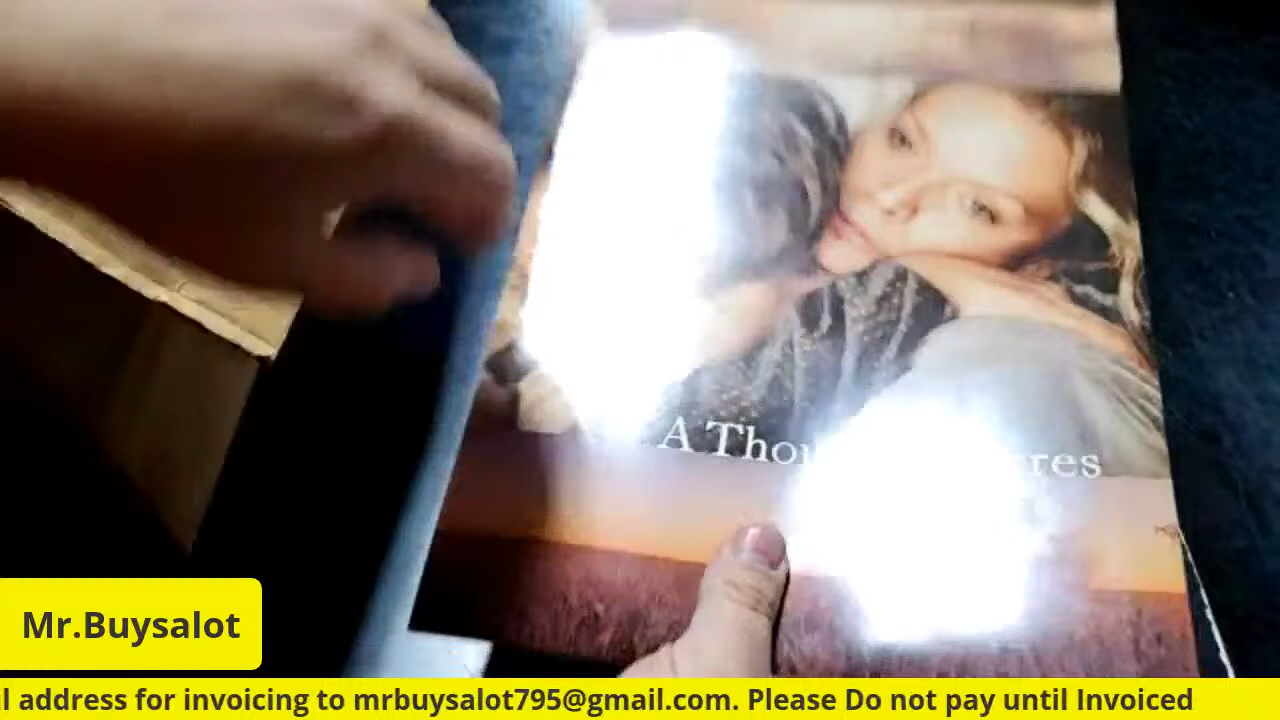 A Thou
res
Mr.Buysalot
l address for invoicing to mrbuysalot795@gmail.com. Please Do not pay until Invoiced